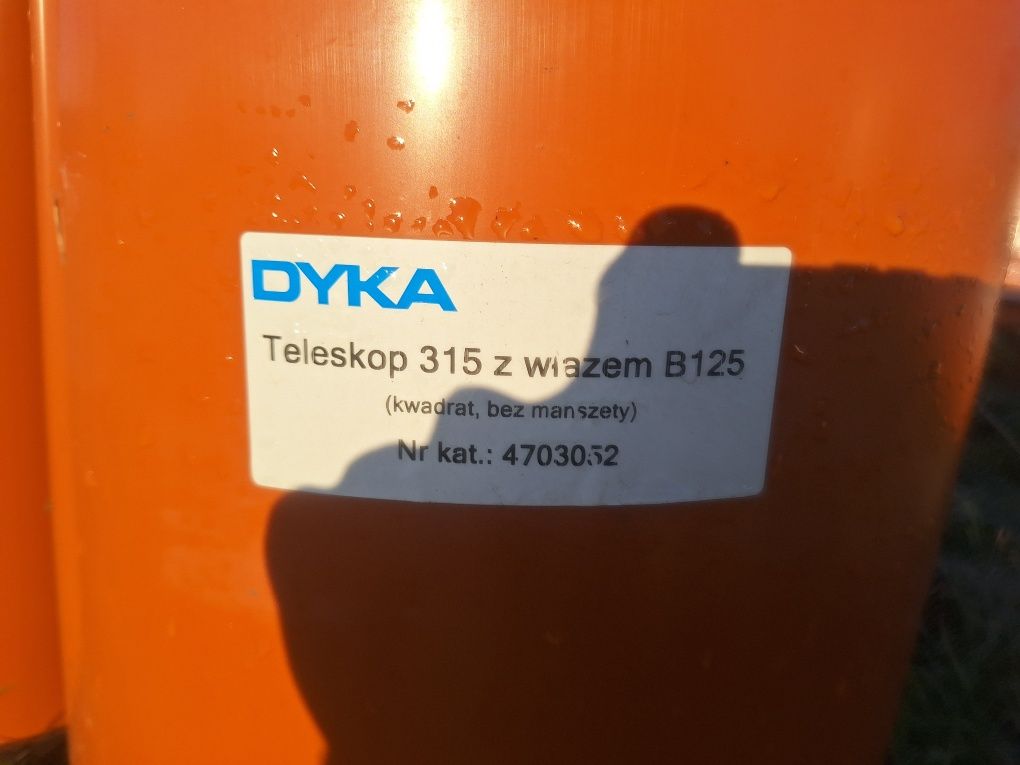 DYKA
Teleskop 315 z włazem B125
(kwadrat, bez manszety)
Nr kat.: 4703052